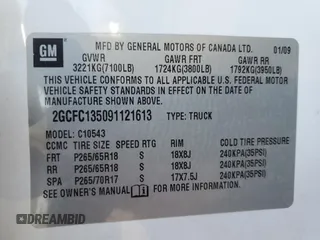 GM
MFD BY GENERAL MOTORS OF CANADA LTD. 01/09
GVWR GAWR FRT GAWR RR
3221KG(7100LB) 1724KG(3800LB) 1792KG(3950LB)
THIS VEHICLE CONFORMS TO ALL APPLICABLE U.S. FEDERAL MOTOR
VEHICLE SAFETY AND THEFT PREVENTION STANDARDS IN EFFECT ON
THE DATE OF MANUFACTURE SHOWN ABOVE.
2GCFC135091121613 TYPE: TRUCK
MODEL: C10543
CCMC TIRE SIZE SPEED RTG RIM COLD TIRE PRESSURE
FRT P265/65R18 S 18X8J 240KPA(35PSI)
RR P265/65R18 S 18X8J 240KPA(35PSI)
SPA P265/70R17 S 17X7.5J 240KPA(35PSI)
SEE OWNER'S MANUAL FOR MORE INFORMATION.
DREAMBID